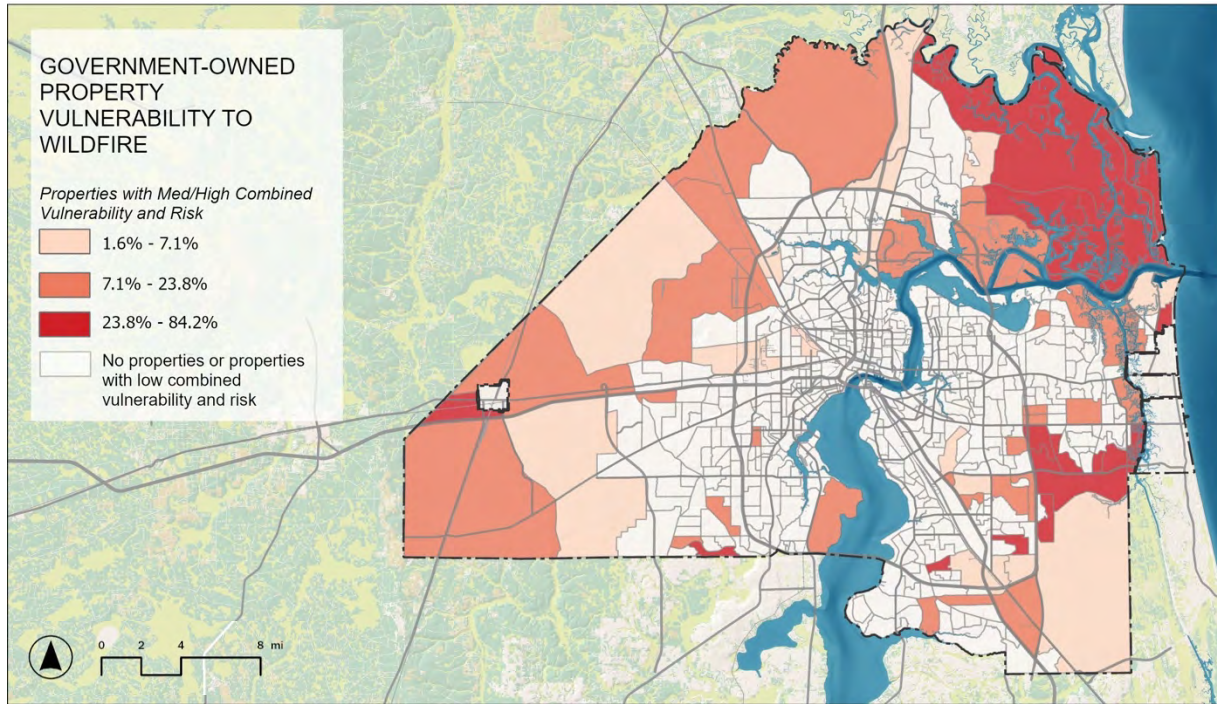 GOVERNMENT-OWNED
PROPERTY
VULNERABILITY TO
WILDFIRE
Properties with Med/High Combined
Vulnerability and Risk
1.6% - 7.1%
7.1% - 23.8%
23.8% - 84.2%
No properties or properties
with low combined
vulnerability and risk
0 2 4 8 mi